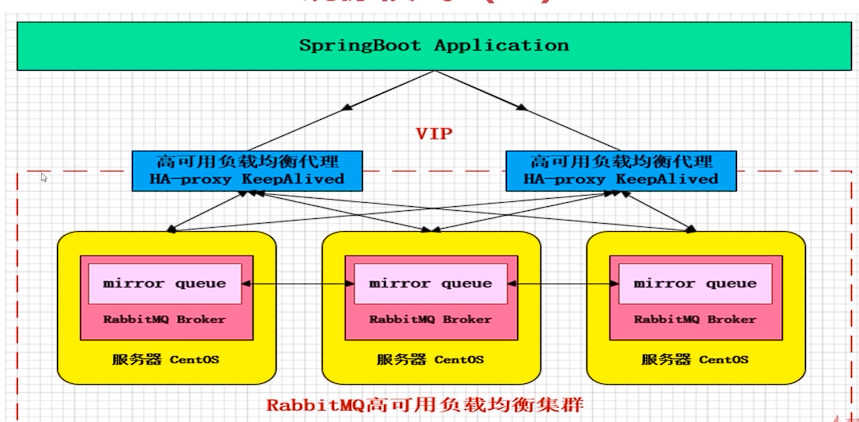 SpringBoot Application
VIP
高可用负载均衡代理
HA-proxy KeepAlived
高可用负载均衡代理
HA-proxy KeepAlived
mirror queue
RabbitMQ Broker
服务器 CentOS
mirror queue
RabbitMQ Broker
服务器 CentOS
mirror queue
RabbitMQ Broker
服务器 CentOS
RabbitMQ高可用负载均衡集群